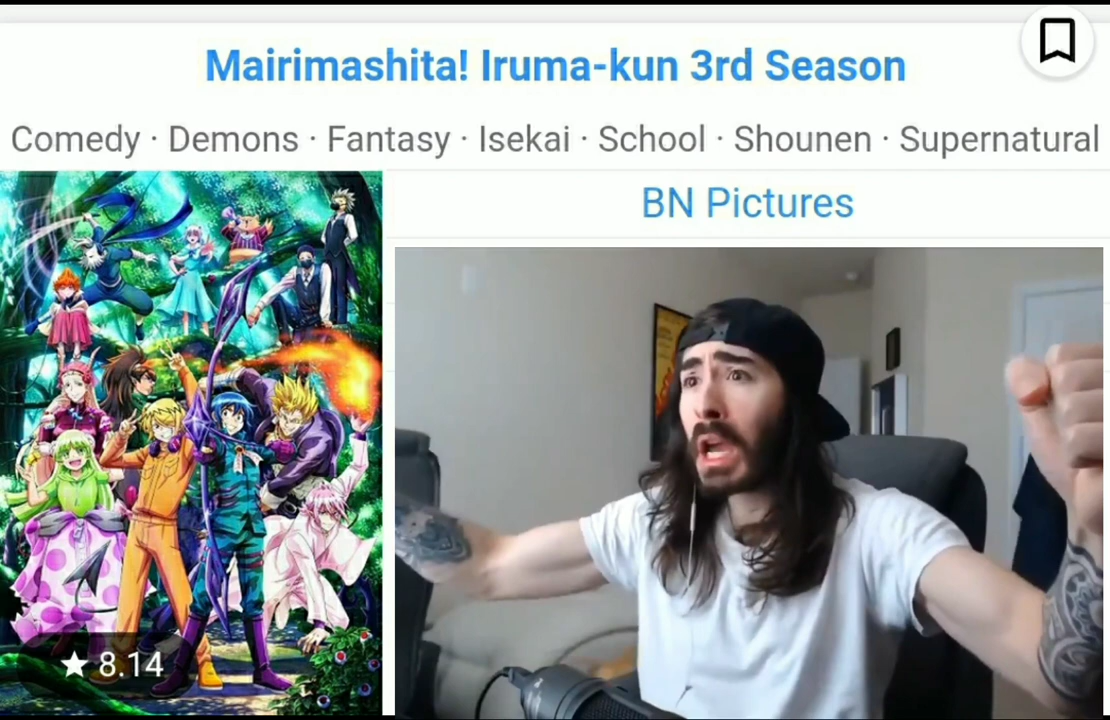 Mairimashita! Iruma-kun 3rd Season
Comedy · Demons · Fantasy · Isekai · School · Shounen · Supernatural
BN Pictures
★ 8.14